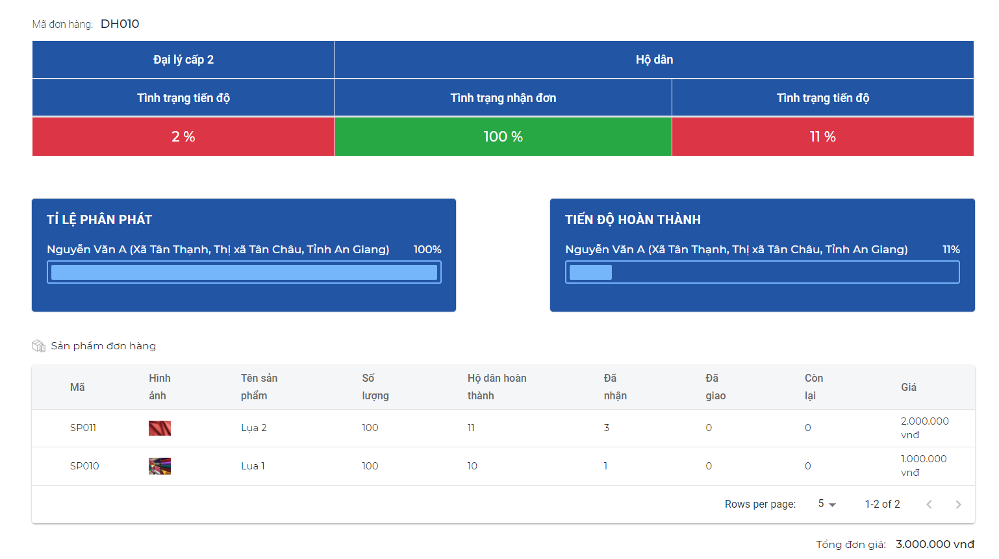 Mã đơn hàng: DH010
Đại lý cấp 2 Hộ dân
Tình trạng tiến độ Tình trạng nhận đơn Tình trạng tiến độ
2 % 100 % 11 %
TỈ LỆ PHÂN PHÁT
Nguyễn Văn A (Xã Tân Thạnh, Thị xã Tân Châu, Tỉnh An Giang) 100%
TIẾN ĐỘ HOÀN THÀNH
Nguyễn Văn A (Xã Tân Thạnh, Thị xã Tân Châu, Tỉnh An Giang) 11%
Sản phẩm đơn hàng
Mã Hình ảnh Tên sản phẩm Số lượng Hộ dân hoàn thành Đã nhận Đã giao Còn lại Giá
SP011 Lụa 2 100 11 3 0 0 2.000.000 vnđ
SP010 Lụa 1 100 10 1 0 0 1.000.000 vnđ
Rows per page: 5 1-2 of 2
Tổng đơn giá: 3.000.000 vnđ